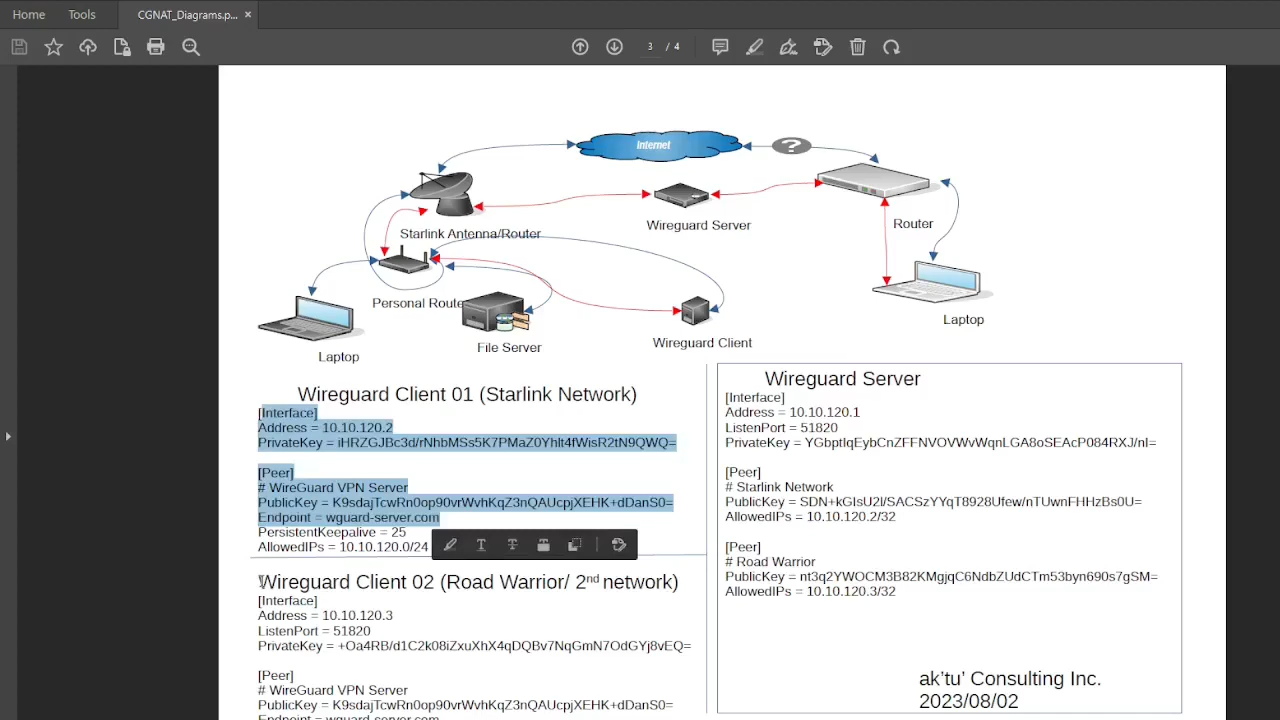 Home
Tools
CGNAT_Diagrams.p... ×
3 / 4
Internet
?
Wireguard Server
Router
Starlink Antenna/Router
Personal Route
Laptop
File Server
Wireguard Client
Laptop
Wireguard Client 01 (Starlink Network)
[Interface]
Address = 10.10.120.2
PrivateKey = iHRZGJBc3d/rNhbMSs5K7PMaZ0Yhlt4fWisR2tN9QWQ=
[Peer]
# WireGuard VPN Server
PublicKey = K9sdajTcwRn0op90vrWvhKqZ3nQAUcpjXEHK+dDanS0=
Endpoint = wguard-server.com
PersistentKeepalive = 25
AllowedIPs = 10.10.120.0/24
Wireguard Client 02 (Road Warrior/ 2nd network)
[Interface]
Address = 10.10.120.3
ListenPort = 51820
PrivateKey = +Oa4RB/d1C2k08iZxuXhX4qDQBv7NqGmN7OdGYj8vEQ=
[Peer]
# WireGuard VPN Server
PublicKey = K9sdajTcwRn0op90vrWvhKqZ3nQAUcpjXEHK+dDanS0=
Endpoint = wguard-server.com
Wireguard Server
[Interface]
Address = 10.10.120.1
ListenPort = 51820
PrivateKey = YGbptIqEybCnZFFNVOVWvWqnLGA8oSEAcP084RXJ/nI=
[Peer]
# Starlink Network
PublicKey = SDN+kGIsU2l/SACSzYYqT8928Ufew/nTUwnFHHzBs0U=
AllowedIPs = 10.10.120.2/32
[Peer]
# Road Warrior
PublicKey = nt3q2YWOCM3B82KMgjqC6NdbZUdCTm53byn690s7gSM=
AllowedIPs = 10.10.120.3/32
ak’tu’ Consulting Inc.
2023/08/02